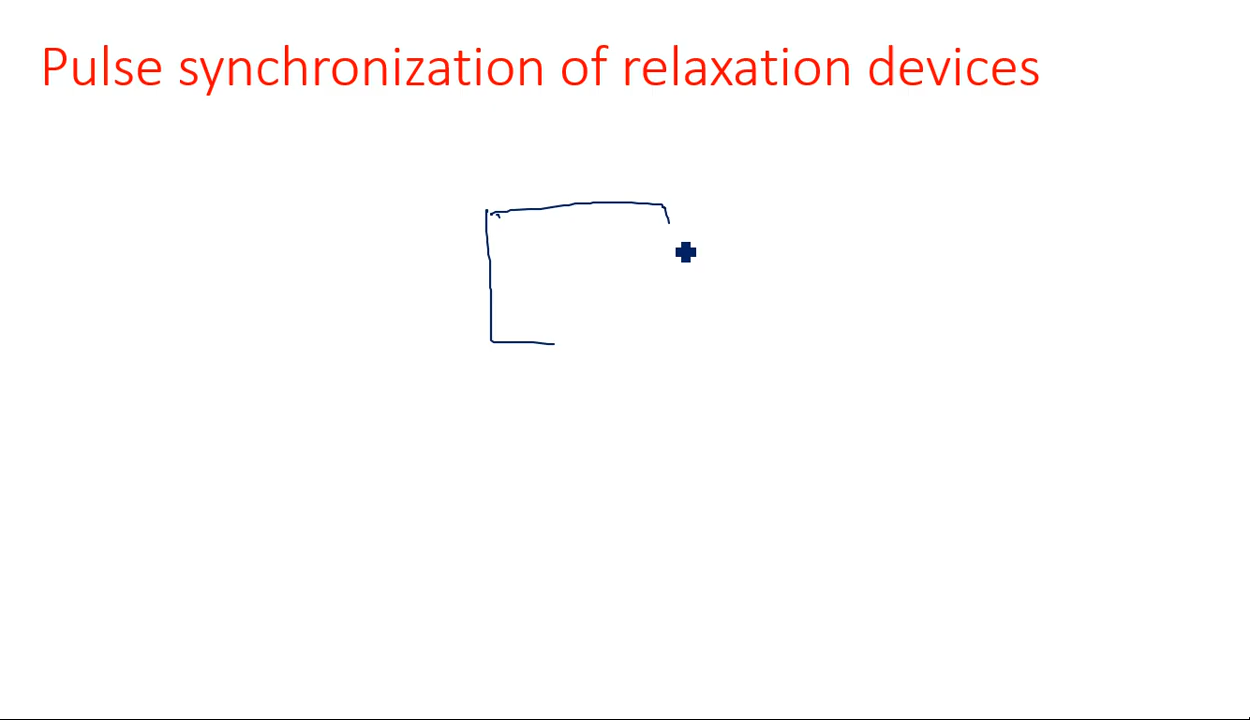 Pulse synchronization of relaxation devices